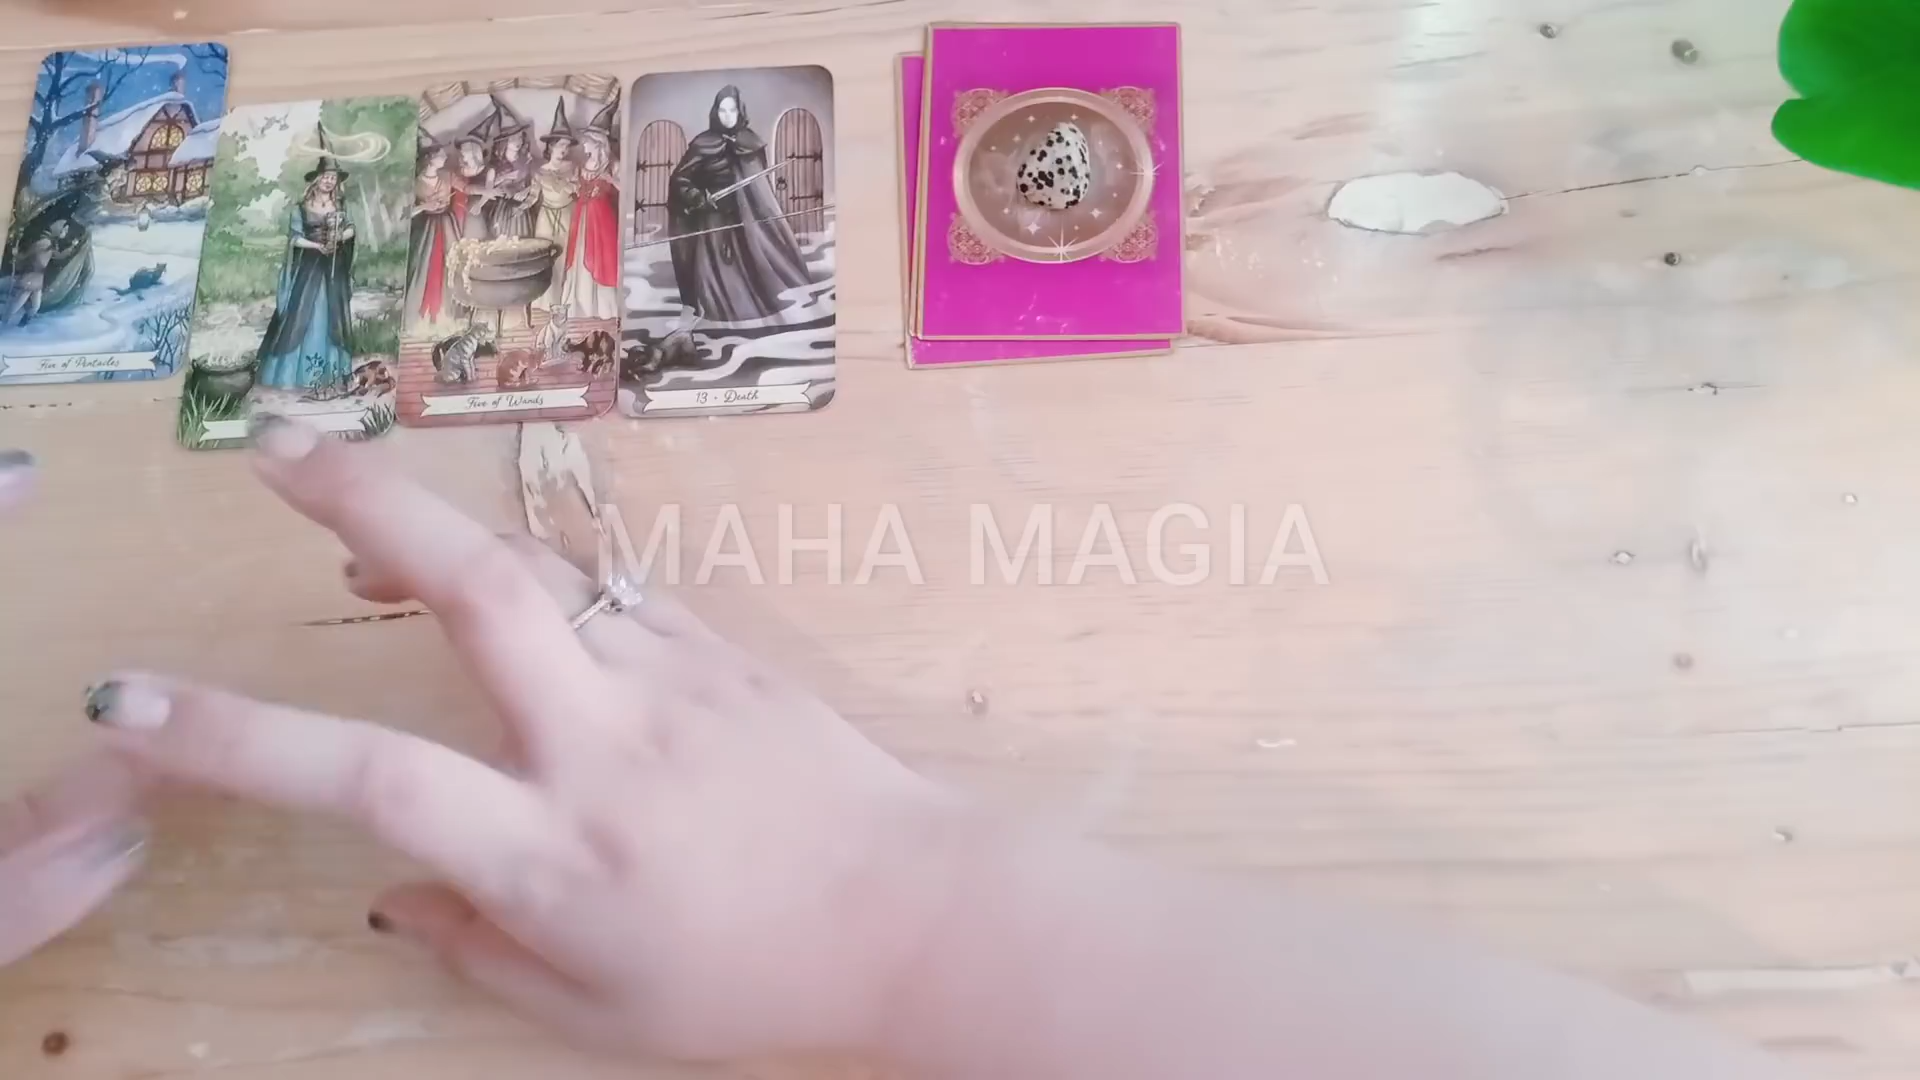 Five of Pentacles
Five of Wands
13 • Death
MAHA MAGIA